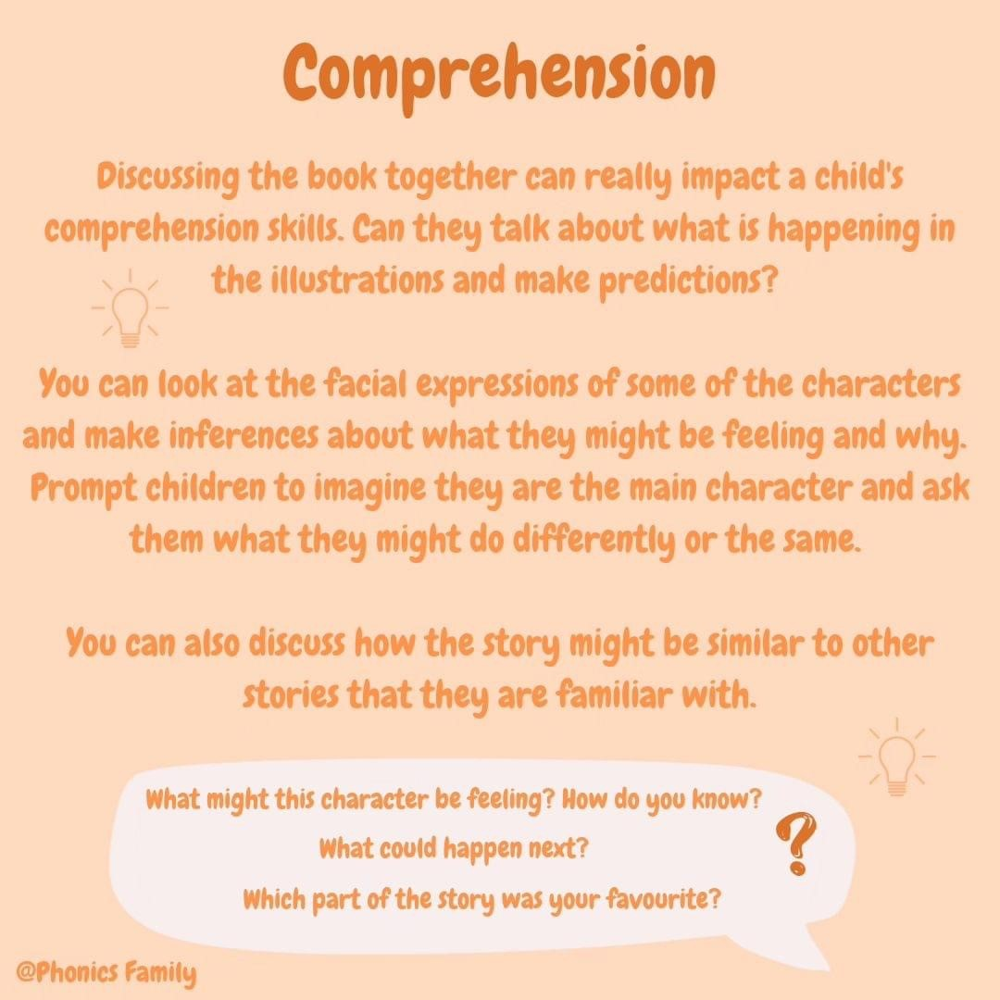 Comprehension
Discussing the book together can really impact a child's
comprehension skills. Can they talk about what is happening in
the illustrations and make predictions?
You can look at the facial expressions of some of the characters
and make inferences about what they might be feeling and why.
Prompt children to imagine they are the main character and ask
them what they might do differently or the same.
You can also discuss how the story might be similar to other
stories that they are familiar with.
What might this character be feeling? How do you know?
What could happen next?
Which part of the story was your favourite?
?
@Phonics Family